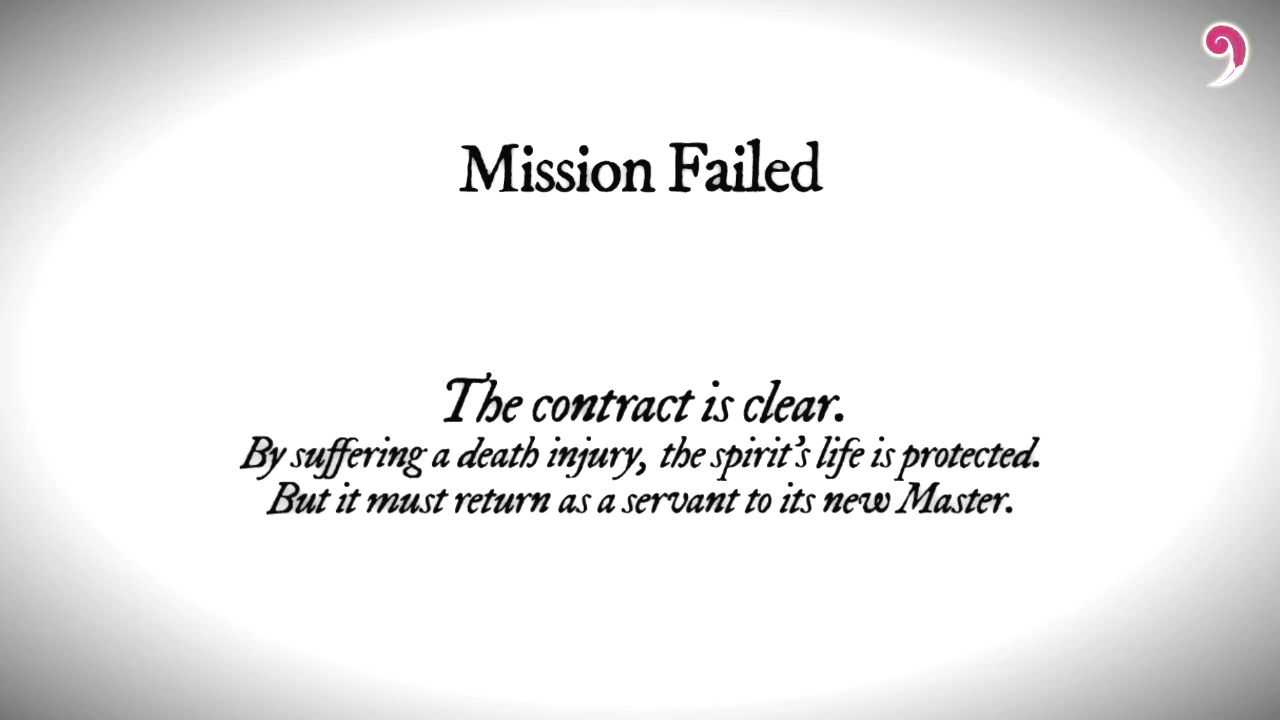 Mission Failed
The contract is clear.
By suffering a death injury, the spirit's life is protected.
But it must return as a servant to its new Master.